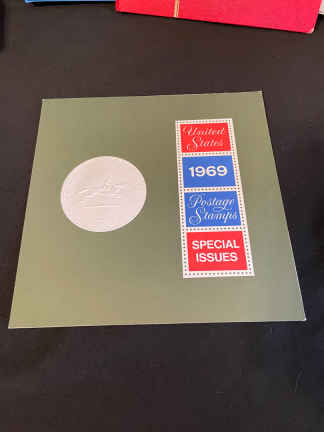 United
States
1969
Postage
Stamps
SPECIAL
ISSUES